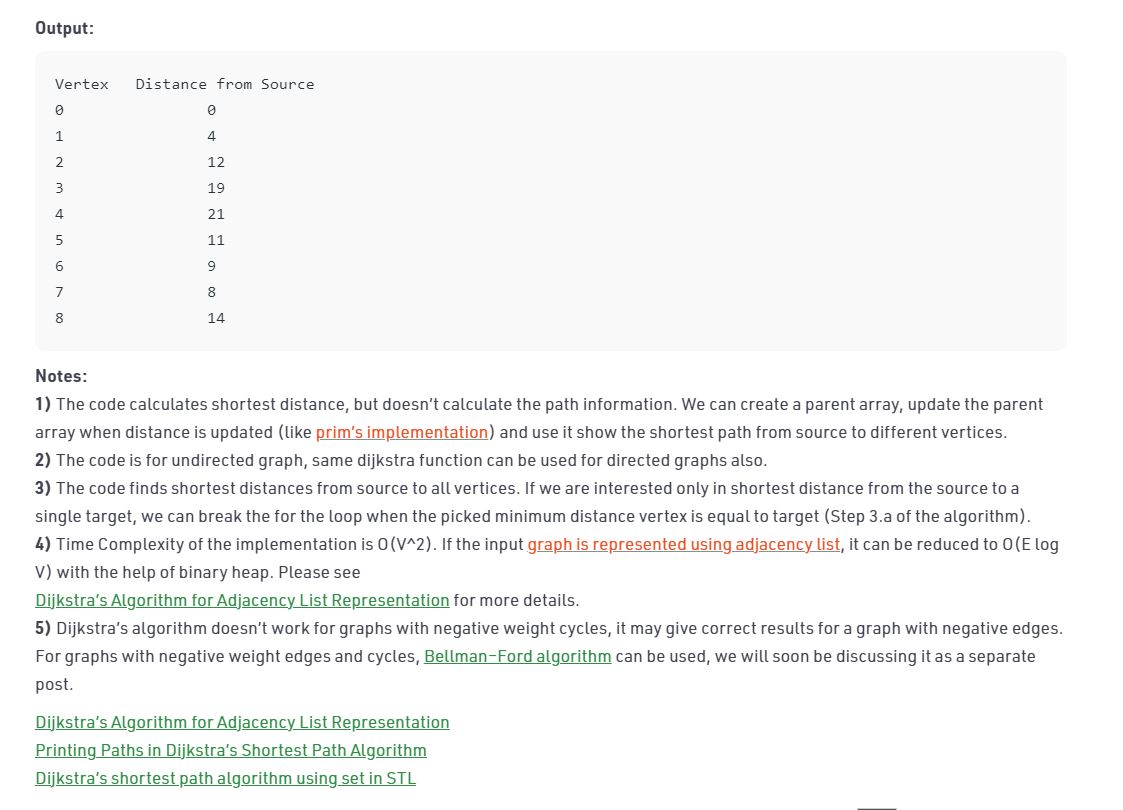 Output:
Vertex   Distance from Source
0                0
1                4
2                12
3                19
4                21
5                11
6                9
7                8
8                14
Notes:
1) The code calculates shortest distance, but doesn’t calculate the path information. We can create a parent array, update the parent
array when distance is updated (like prim’s implementation) and use it show the shortest path from source to different vertices.
2) The code is for undirected graph, same dijkstra function can be used for directed graphs also.
3) The code finds shortest distances from source to all vertices. If we are interested only in shortest distance from the source to a
single target, we can break the for the loop when the picked minimum distance vertex is equal to target (Step 3.a of the algorithm).
4) Time Complexity of the implementation is O(V^2). If the input graph is represented using adjacency list, it can be reduced to O(E log
V) with the help of binary heap. Please see
Dijkstra’s Algorithm for Adjacency List Representation for more details.
5) Dijkstra’s algorithm doesn’t work for graphs with negative weight cycles, it may give correct results for a graph with negative edges.
For graphs with negative weight edges and cycles, Bellman–Ford algorithm can be used, we will soon be discussing it as a separate
post.
Dijkstra’s Algorithm for Adjacency List Representation
Printing Paths in Dijkstra’s Shortest Path Algorithm
Dijkstra’s shortest path algorithm using set in STL